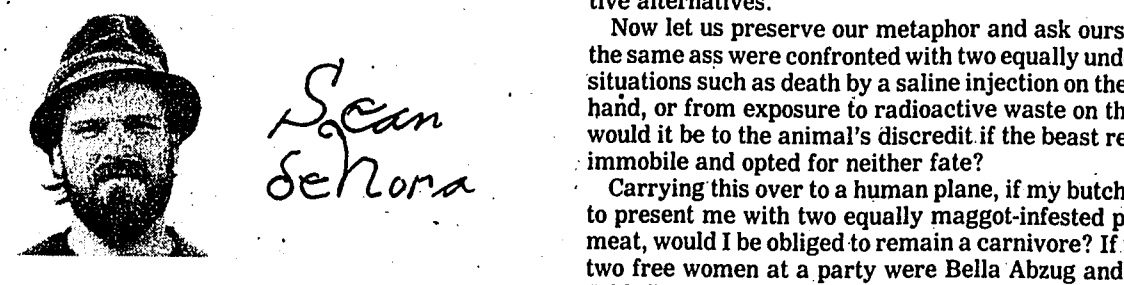 Sean
deNora
tive alternatives.
Now let us preserve our metaphor and ask ours
the same ass were confronted with two equally und
situations such as death by a saline injection on the
hand, or from exposure to radioactive waste on th
would it be to the animal's discredit if the beast re
immobile and opted for neither fate?
Carrying this over to a human plane, if my butch
to present me with two equally maggot-infested p
meat, would I be obliged to remain a carnivore? If
two free women at a party were Bella Abzug and